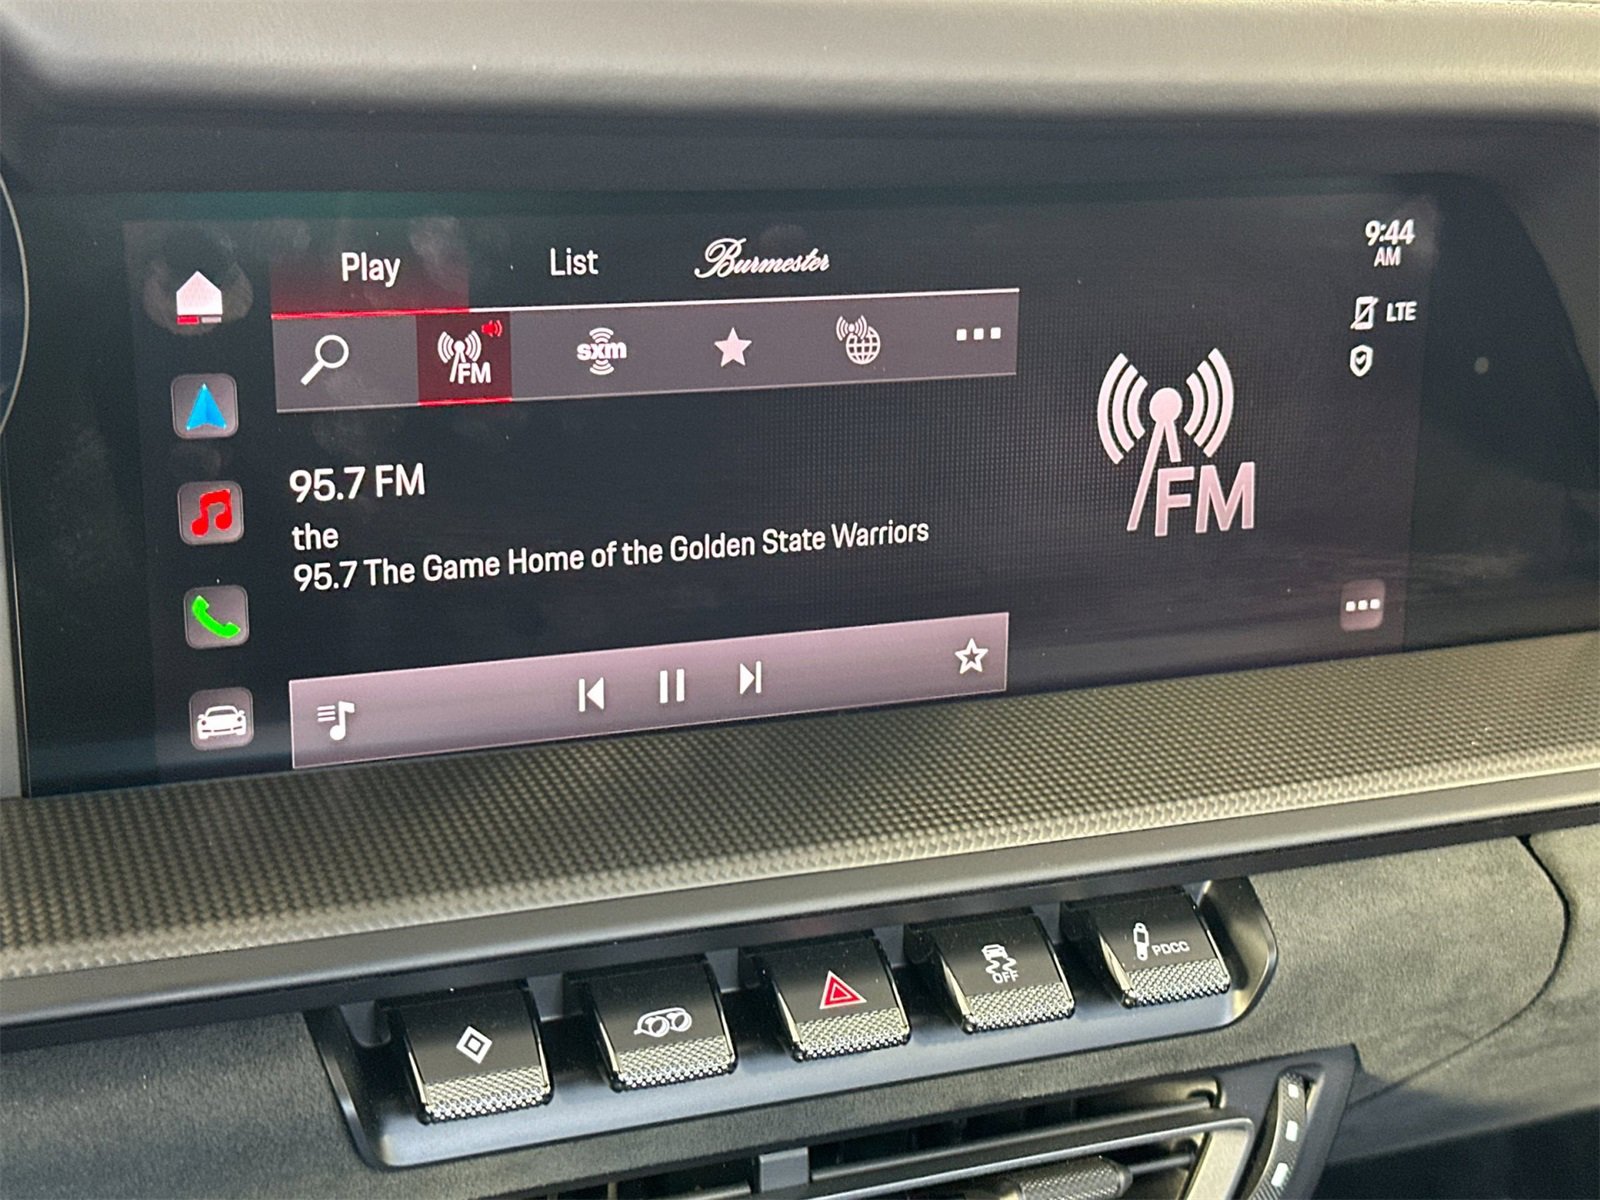 Play List Burmester
9:44
AM
LTE
FM sxm
95.7 FM
the
95.7 The Game Home of the Golden State Warriors
FM
OFF
PDCC